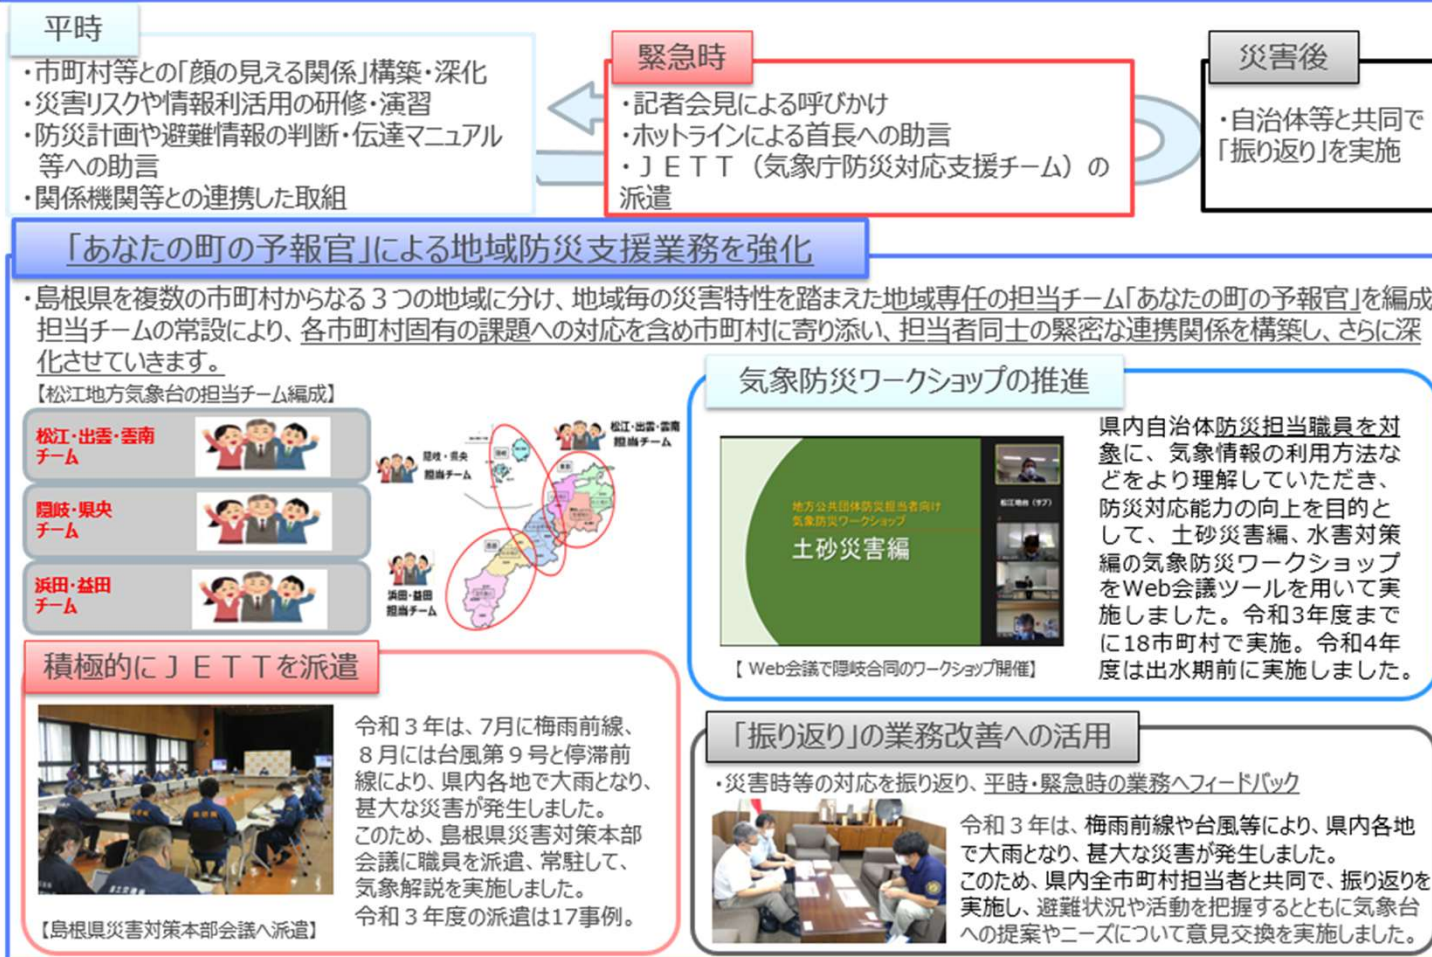 平時
・市町村等との「顔の見える関係」構築・深化
・災害リスクや情報利活用の研修・演習
・防災計画や避難情報の判断・伝達マニュアル
等への助言
・関係機関等との連携した取組
緊急時
・記者会見による呼びかけ
・ホットラインによる首長への助言
・ＪＥＴＴ（気象庁防災対応支援チーム）の
派遣
災害後
・自治体等と共同で
「振り返り」を実施
「あなたの町の予報官」による地域防災支援業務を強化
・島根県を複数の市町村からなる３つの地域に分け、地域毎の災害特性を踏まえた地域専任の担当チーム「あなたの町の予報官」を編成
担当チームの常設により、各市町村固有の課題への対応を含め市町村に寄り添い、担当者同士の緊密な連携関係を構築し、さらに深
化させていきます。
【松江地方気象台の担当チーム編成】
松江・出雲・雲南
チーム
隠岐・県央
チーム
浜田・益田
チーム
松江・出雲・雲南
担当チーム
隠岐・県央
担当チーム
浜田・益田
担当チーム
気象防災ワークショップの推進
地方公共団体防災担当者向け
気象防災ワークショップ
土砂災害編
松江地台（サブ）
【 Web会議で隠岐合同のワークショップ開催】
県内自治体防災担当職員を対
象に、気象情報の利用方法な
どをより理解していただき、
防災対応能力の向上を目的と
して、土砂災害編、水害対策
編の気象防災ワークショップ
をWeb会議ツールを用いて実
施しました。令和3年度まで
に18市町村で実施。令和4年
度は出水期前に実施しました。
積極的にＪＥＴＴを派遣
令和３年は、7月に梅雨前線、
８月には台風第９号と停滞前
線により、県内各地で大雨となり、
甚大な災害が発生しました。
このため、島根県災害対策本部
会議に職員を派遣、常駐して、
気象解説を実施しました。
令和３年度の派遣は17事例。
【島根県災害対策本部会議へ派遣】
「振り返り」の業務改善への活用
・災害時等の対応を振り返り、平時・緊急時の業務へフィードバック
令和３年は、梅雨前線や台風等により、県内各地
で大雨となり、甚大な災害が発生しました。
このため、県内全市町村担当者と共同で、振り返りを
実施し、避難状況や活動を把握するとともに気象台
への提案やニーズについて意見交換を実施しました。